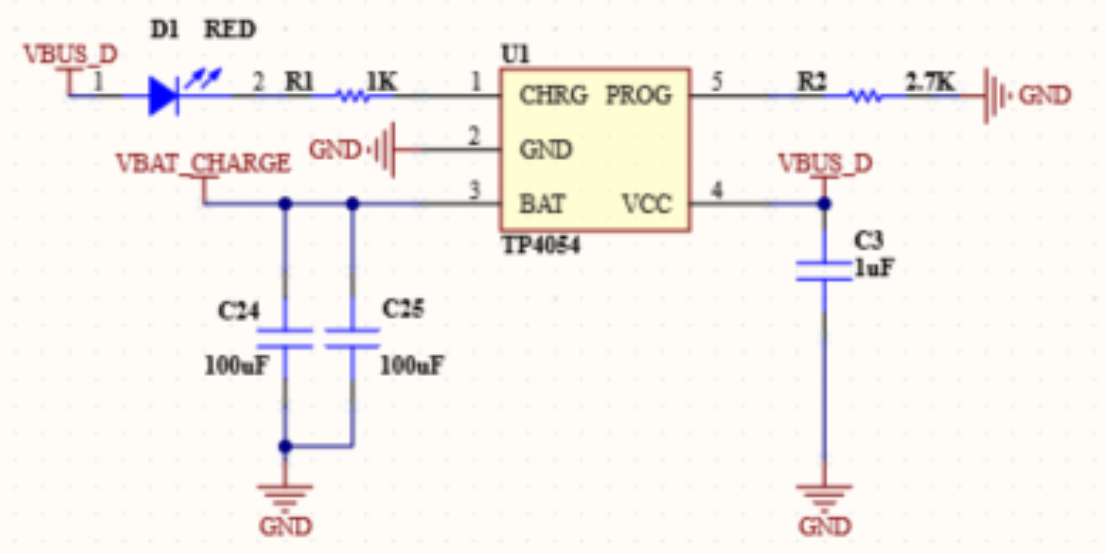 D1 RED
VBUS_D
U1
1 2 R1 1K 1 CHRG PROG 5 R2 2.7K GND
GND 2 GND
VBAT_CHARGE VBUS_D
3 BAT VCC 4
TP4054
C3
1uF
C24 C25
100uF 100uF
GND GND